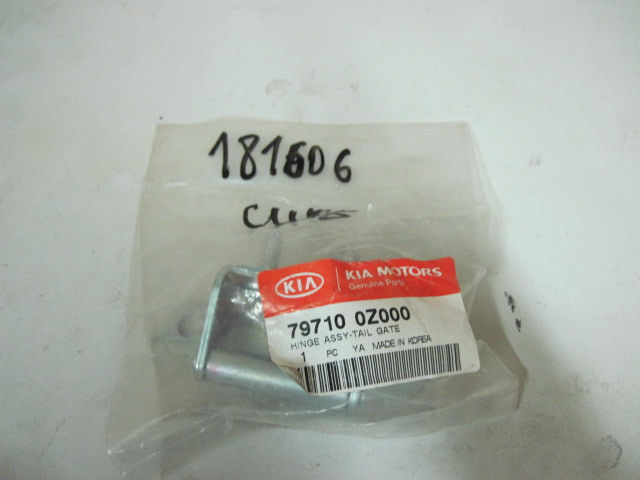 KIA
KIA MOTORS
Genuine Parts
79710 0Z000
HINGE ASSY-TAIL GATE
1 PC YA MADE IN KOREA